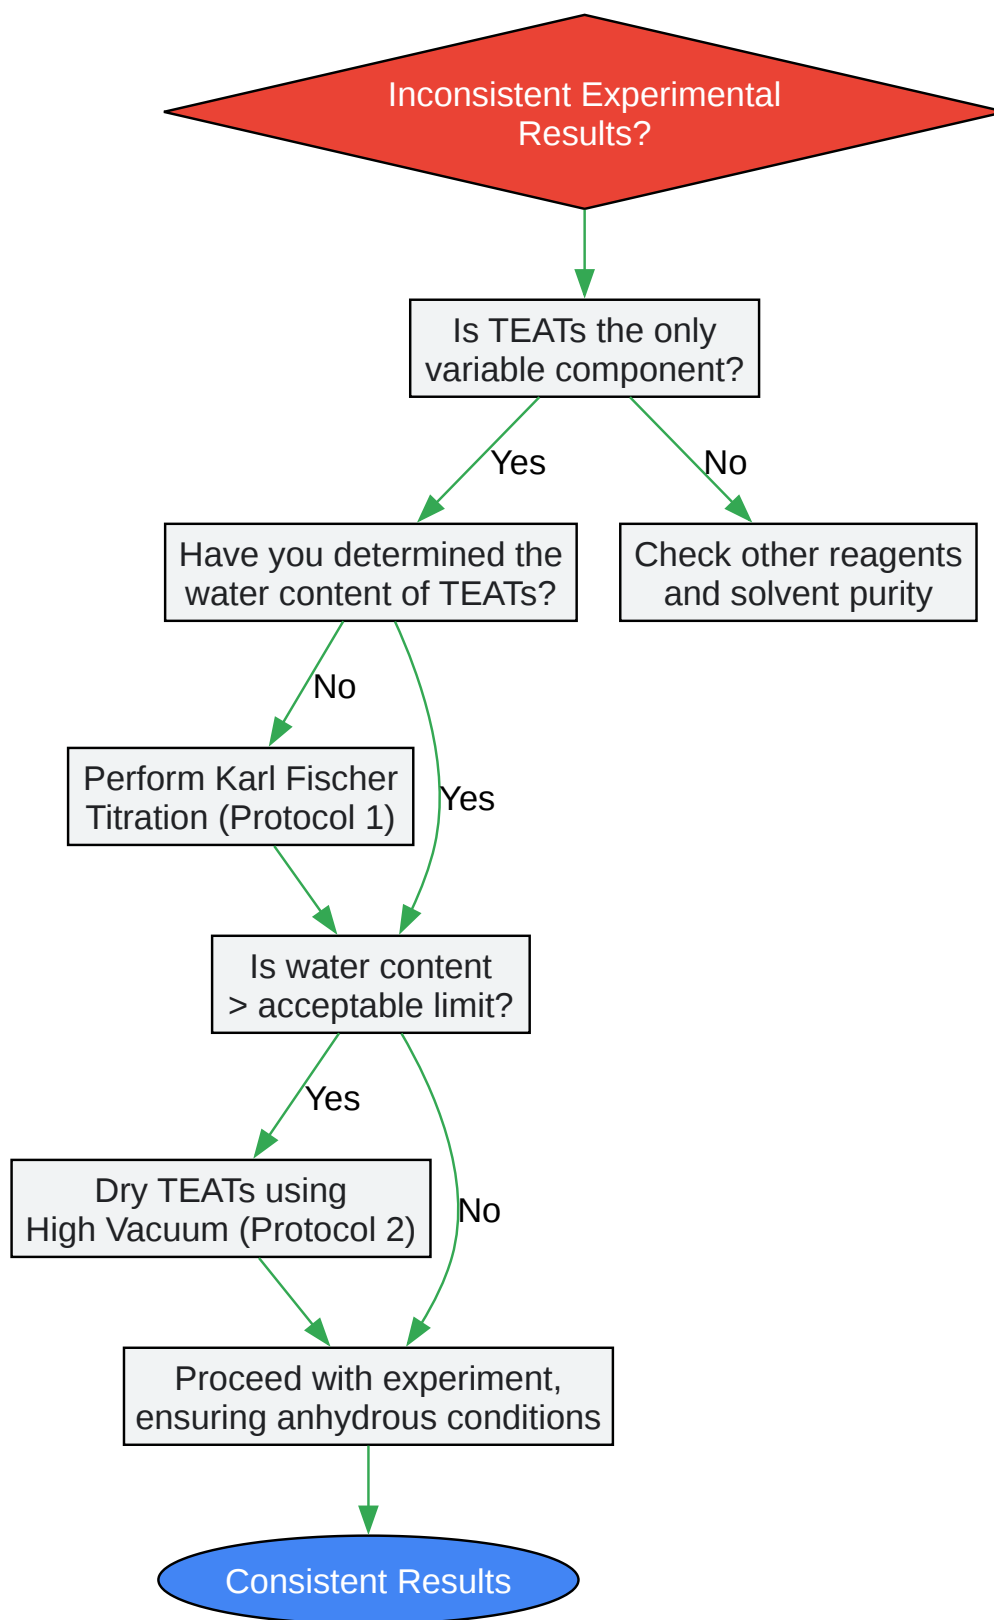 Inconsistent Experimental
Results?
Is TEATs the only
variable component?
Yes
No
Have you determined the
water content of TEATs?
Check other reagents
and solvent purity
No
Perform Karl Fischer
Titration (Protocol 1)
Yes
Is water content
> acceptable limit?
Yes
Dry TEATs using
High Vacuum (Protocol 2)
No
Proceed with experiment,
ensuring anhydrous conditions
Consistent Results